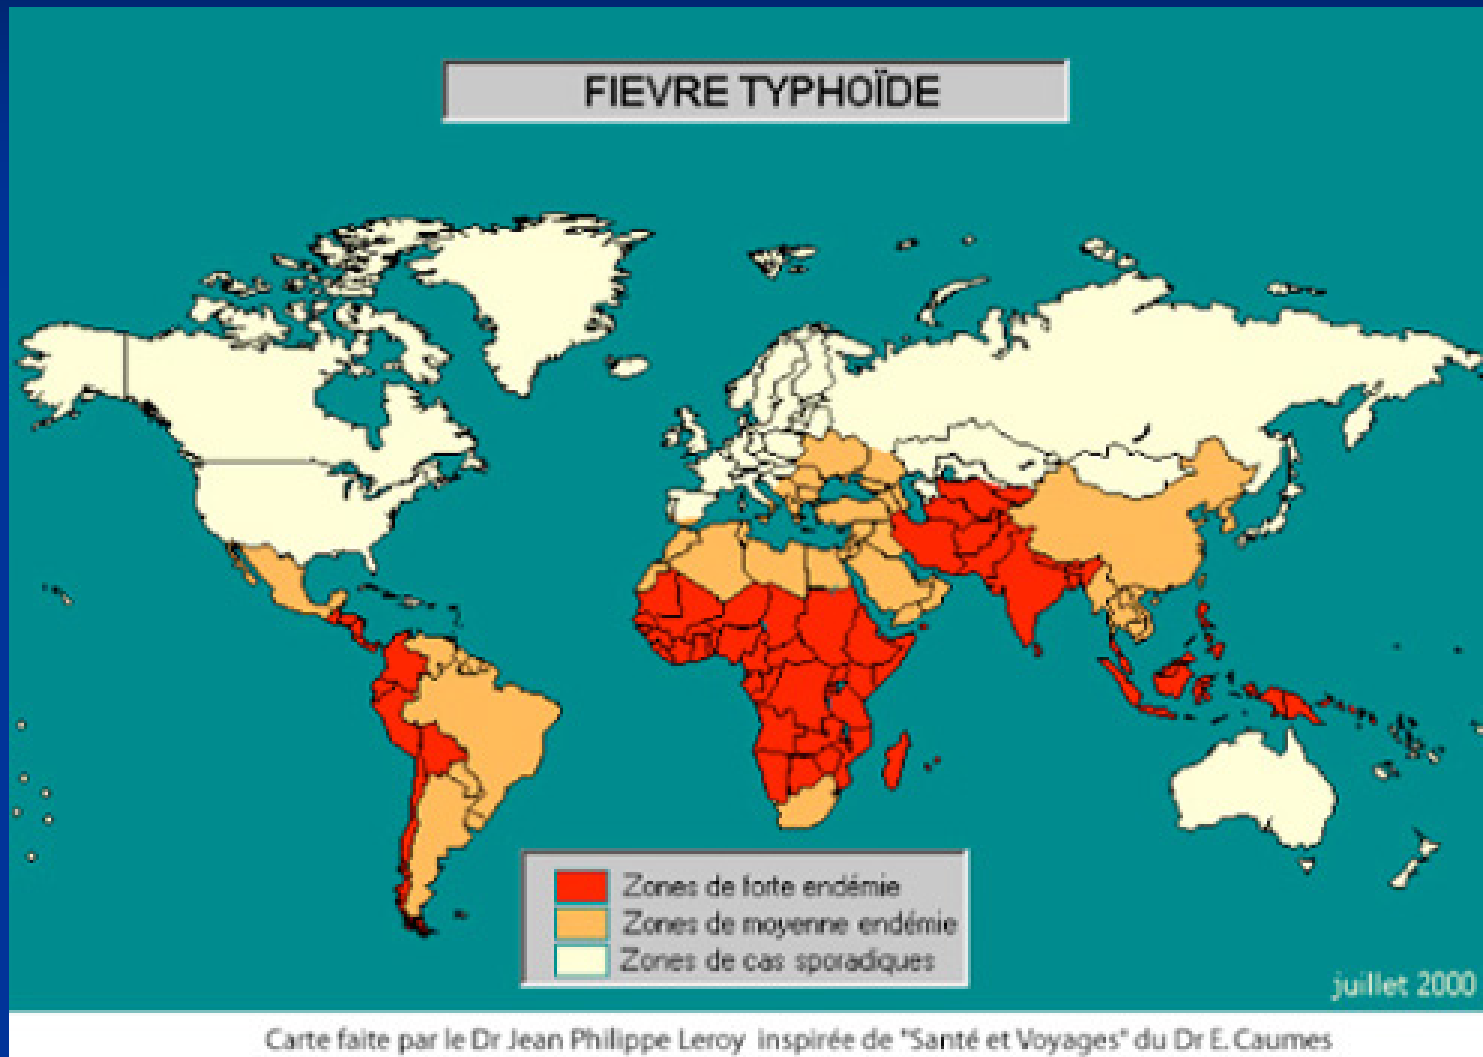 FIEVRE TYPHOÏDE
Zones de forte endémie
Zones de moyenne endémie
Zones de cas sporadiques
juillet 2000
Carte faite par le Dr Jean Philippe Leroy inspirée de "Santé et Voyages" du Dr E. Caumes